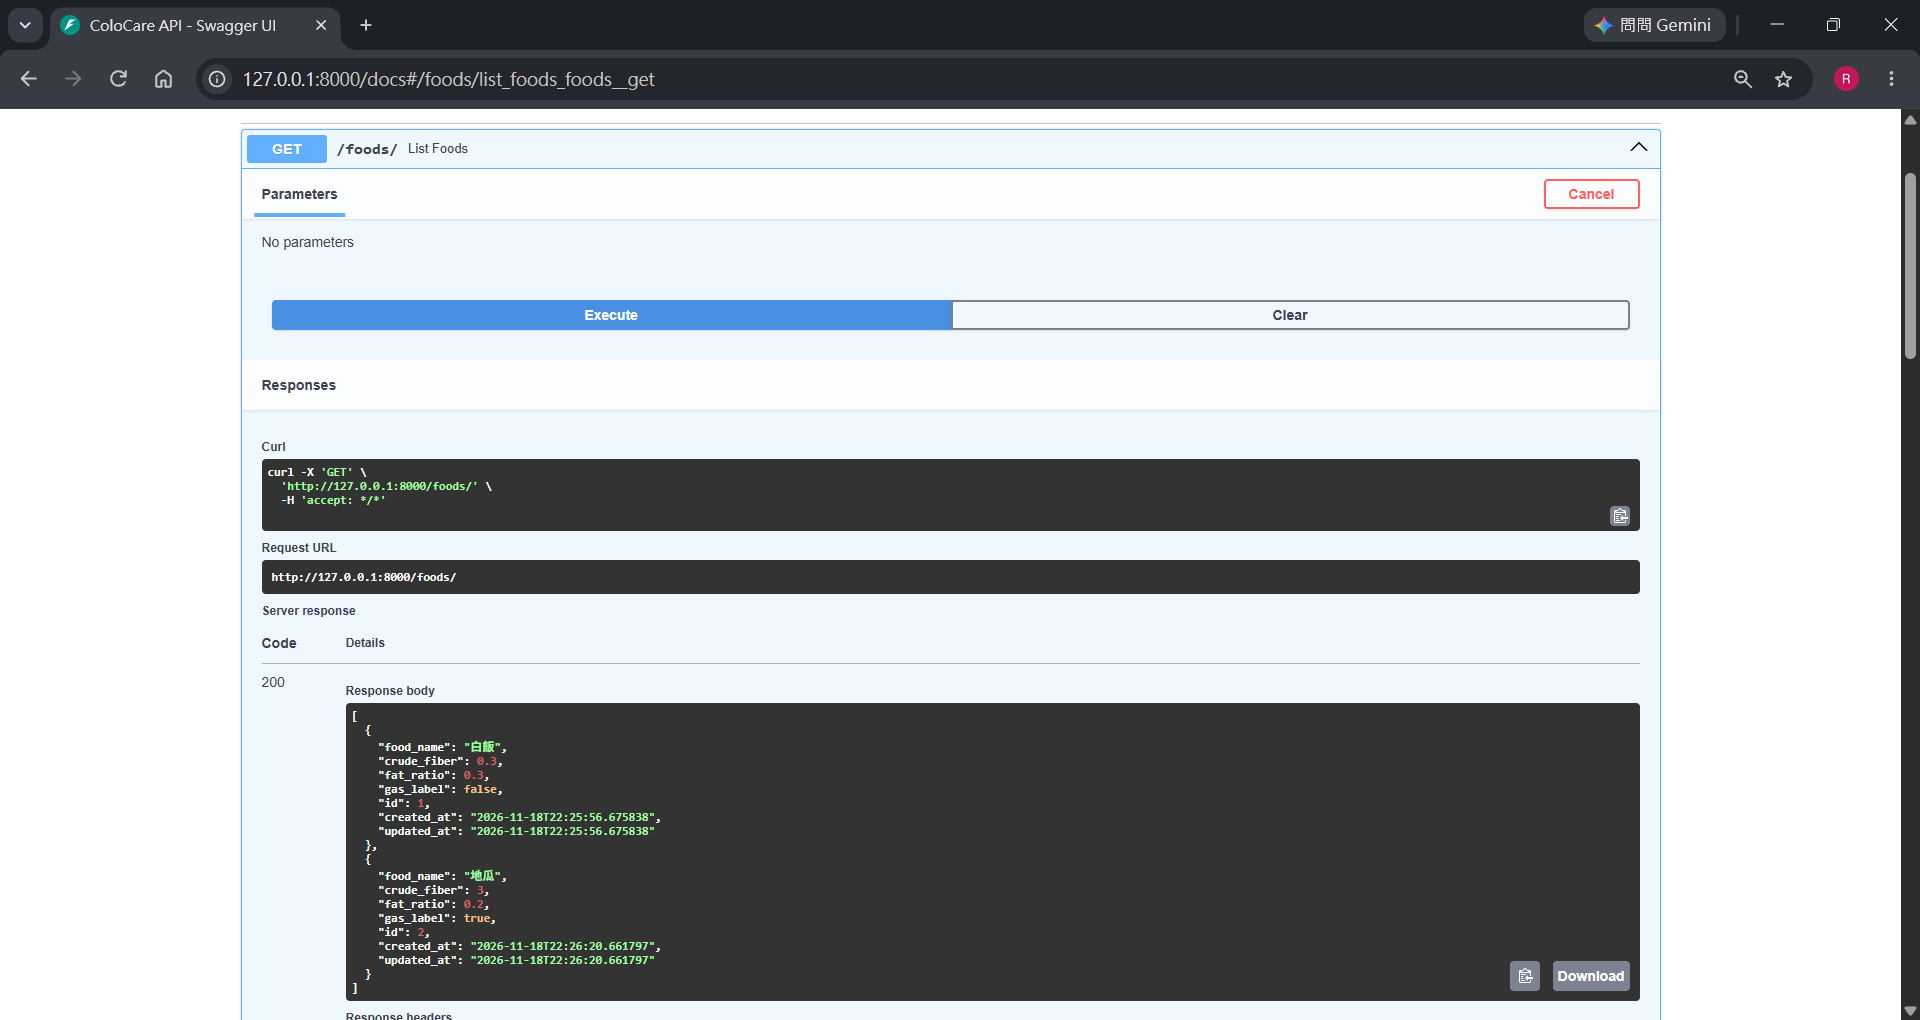 ColoCare API - Swagger UI
問問 Gemini
127.0.0.1:8000/docs#/foods/list_foods_foods__get
R
GET /foods/ List Foods
Parameters
Cancel
No parameters
Execute
Clear
Responses
Curl
curl -X 'GET' \
'http://127.0.0.1:8000/foods/' \
-H 'accept: */*'
Request URL
http://127.0.0.1:8000/foods/
Server response
Code Details
200
Response body
[
{
"food_name": "白飯",
"crude_fiber": 0.3,
"fat_ratio": 0.3,
"gas_label": false,
"id": 1,
"created_at": "2026-11-18T22:25:56.675838",
"updated_at": "2026-11-18T22:25:56.675838"
},
{
"food_name": "地瓜",
"crude_fiber": 3,
"fat_ratio": 0.2,
"gas_label": true,
"id": 2,
"created_at": "2026-11-18T22:26:20.661797",
"updated_at": "2026-11-18T22:26:20.661797"
}
]
Download
Response headers